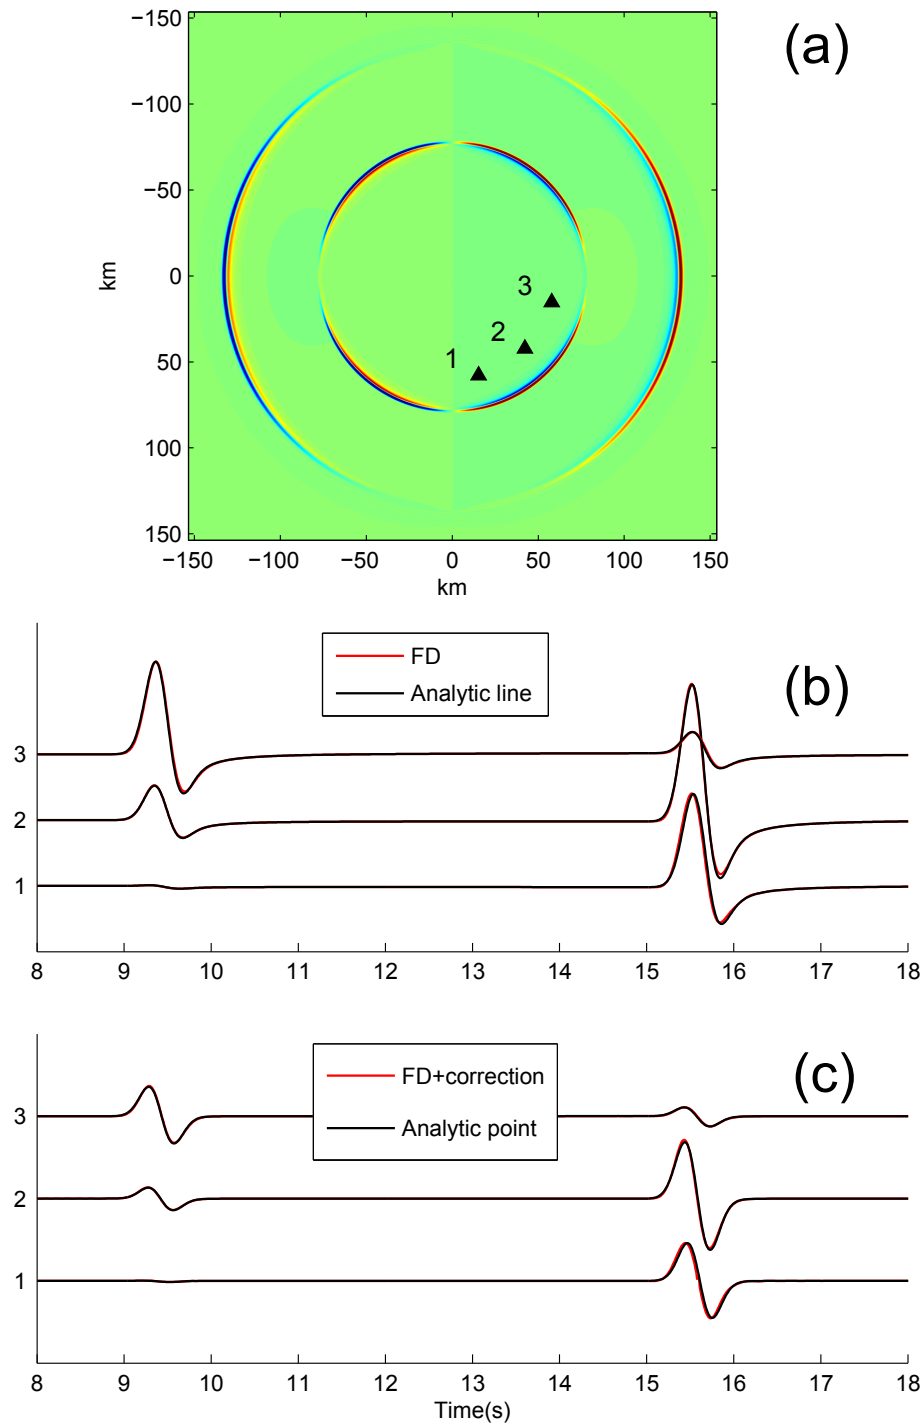 (a)
−150
−100
−50
0
50
100
150
km
3
2
1
−150 −100 −50 0 50 100 150
km
FD
Analytic line
(b)
3
2
1
8 9 10 11 12 13 14 15 16 17 18
FD+correction
Analytic point
(c)
3
2
1
8 9 10 11 12 13 14 15 16 17 18
Time(s)